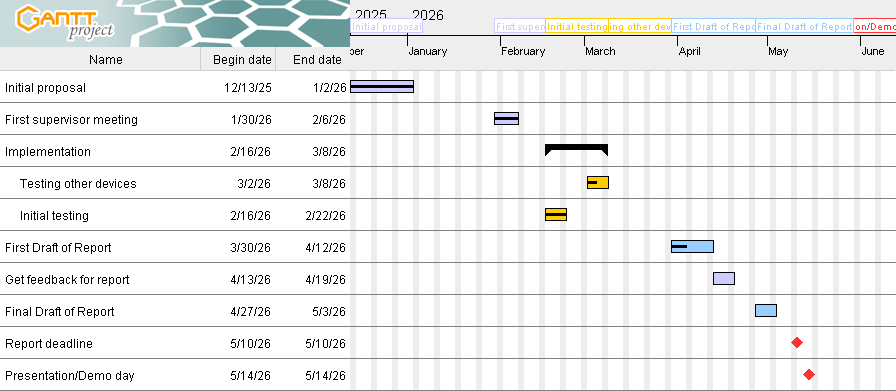 GANTT
project
2025 2026
Initial proposal First super Initial testing ing other dev First Draft of Repo Final Draft of Report on/Demo
ber January February March April May June
Name Begin date End date
Initial proposal 12/13/25 1/2/26
First supervisor meeting 1/30/26 2/6/26
Implementation 2/16/26 3/8/26
Testing other devices 3/2/26 3/8/26
Initial testing 2/16/26 2/22/26
First Draft of Report 3/30/26 4/12/26
Get feedback for report 4/13/26 4/19/26
Final Draft of Report 4/27/26 5/3/26
Report deadline 5/10/26 5/10/26
Presentation/Demo day 5/14/26 5/14/26